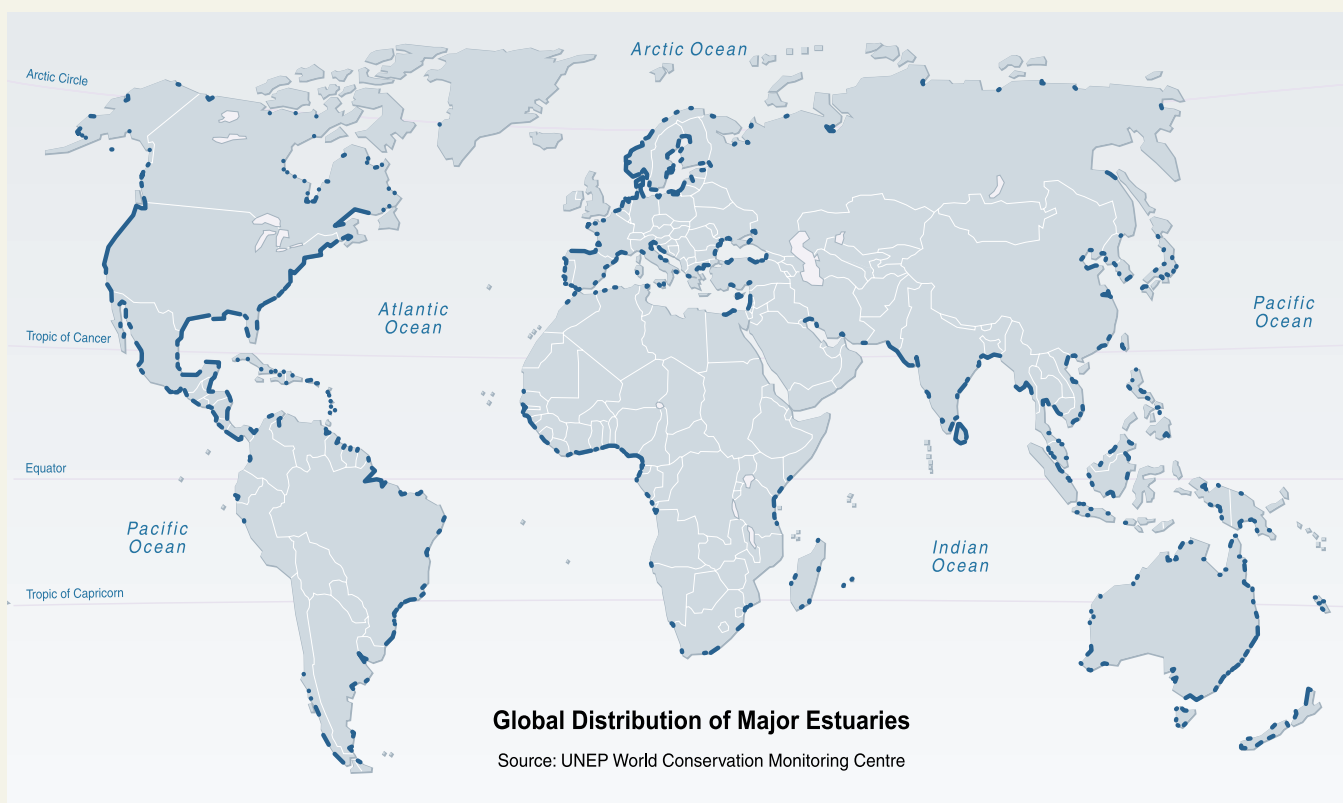 Arctic Ocean
Arctic Circle
Atlantic
Ocean
Pacific
Ocean
Tropic of Cancer
Equator
Pacific
Ocean
Indian
Ocean
Tropic of Capricorn
Global Distribution of Major Estuaries
Source: UNEP World Conservation Monitoring Centre